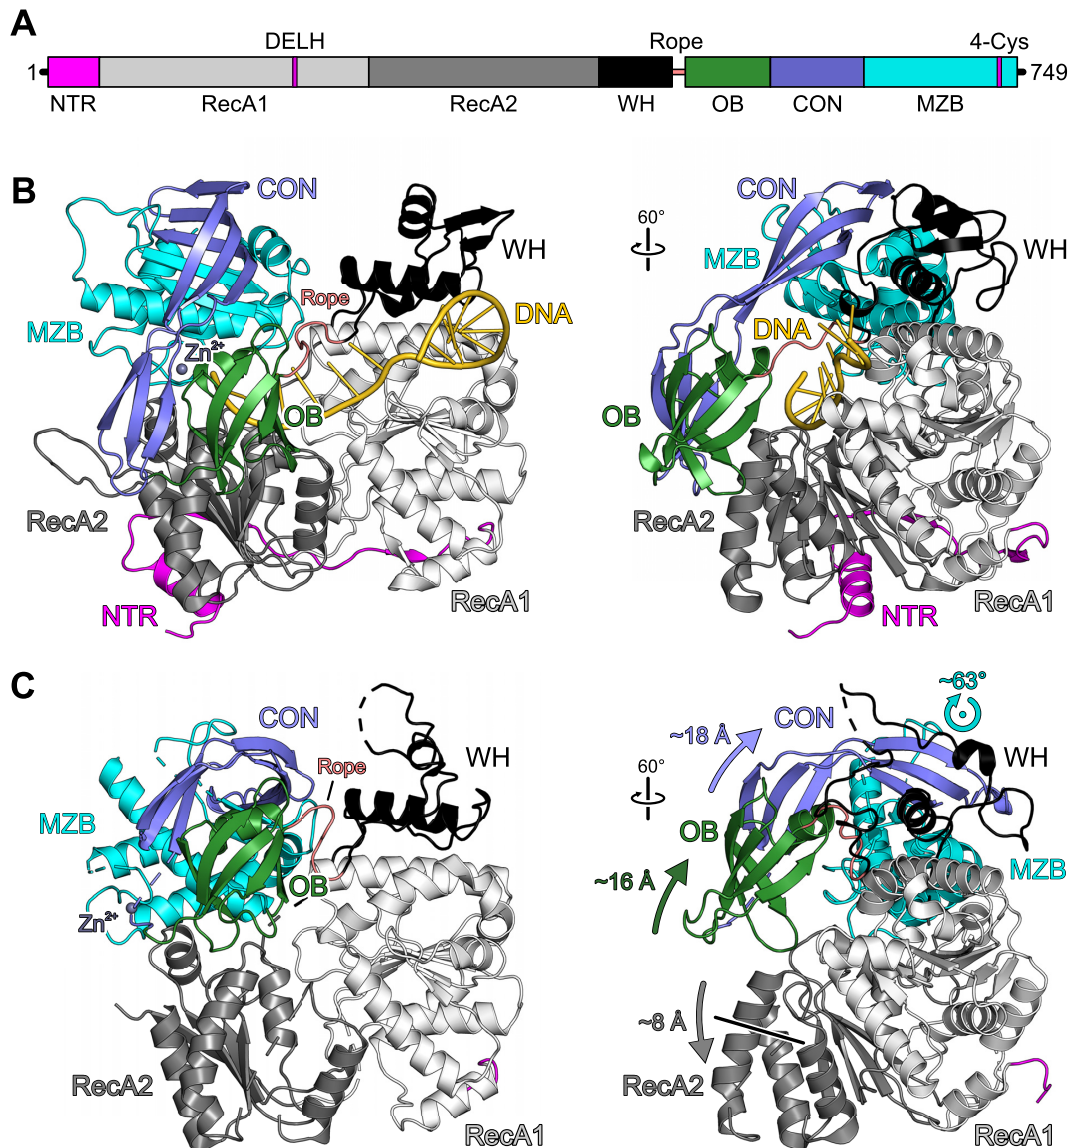 A
DELH Rope 4-Cys
1 749
NTR RecA1 RecA2 WH OB CON MZB
B
CON
WH
Rope
DNA
MZB
Zn2+
OB
RecA2
NTR
RecA1
60°
CON
MZB
WH
DNA
OB
RecA2
NTR
RecA1
C
CON
WH
Rope
MZB
OB
Zn2+
RecA2
RecA1
60°
~63°
CON
~18 Å
WH
OB
MZB
~16 Å
~8 Å
RecA2
RecA1